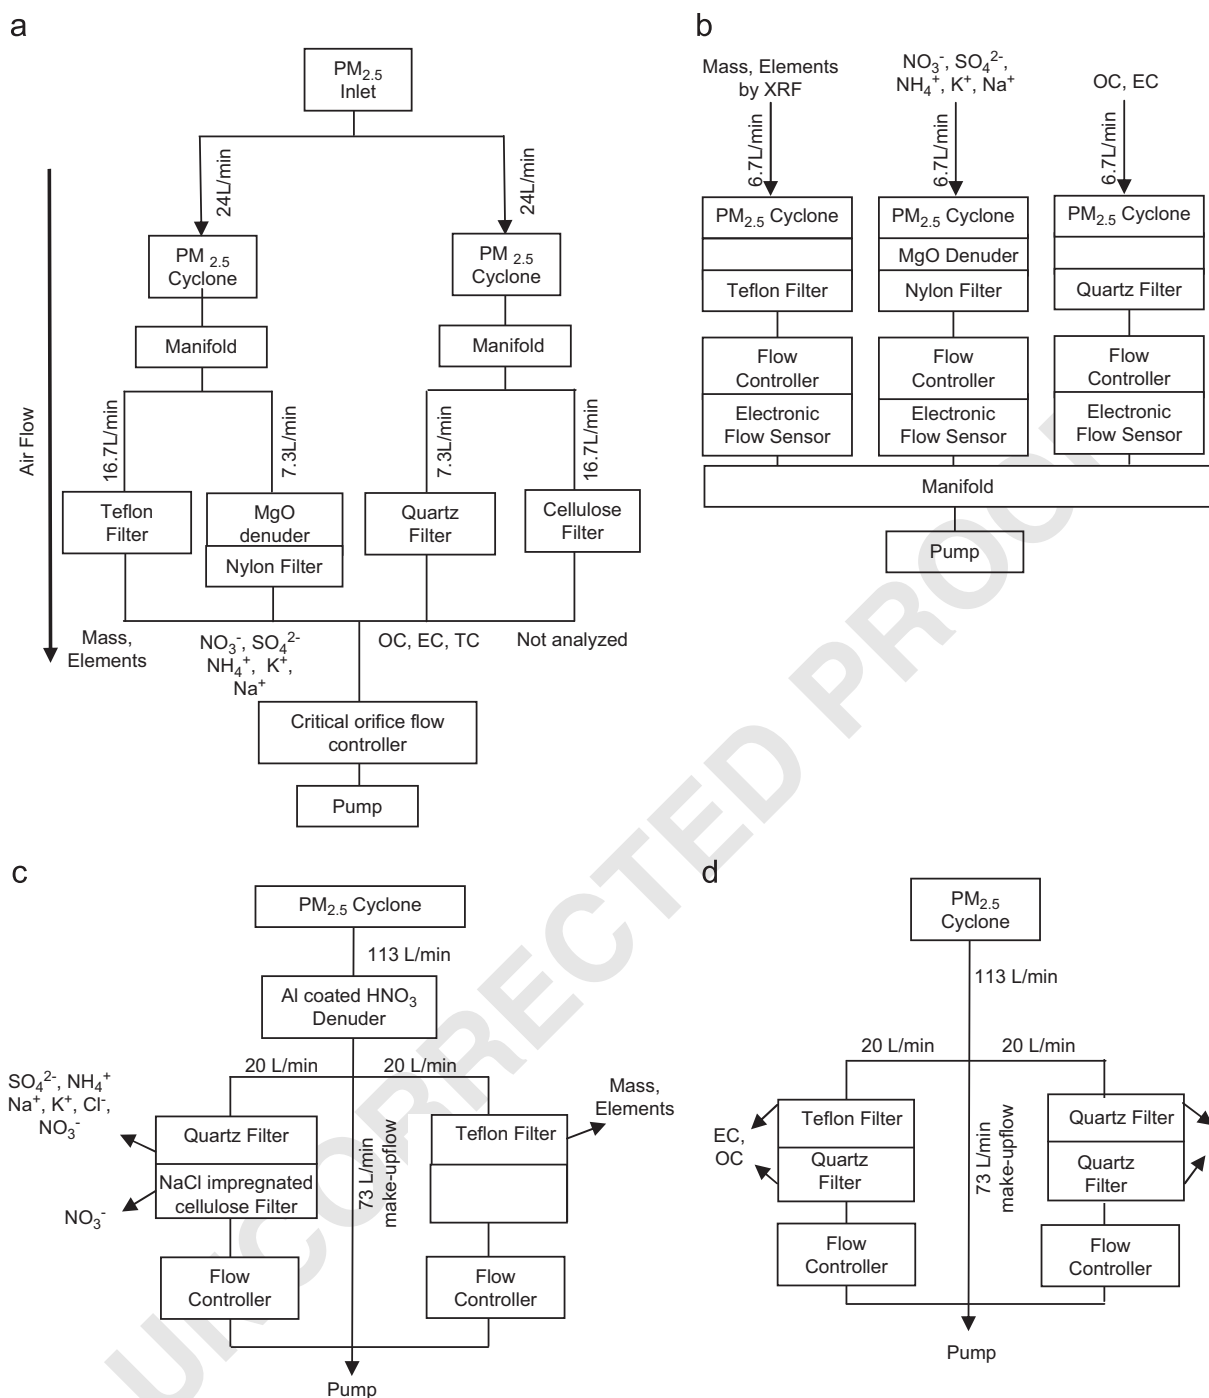 a
PM2.5
Inlet
24L/min
24L/min
PM 2.5
Cyclone
PM 2.5
Cyclone
Manifold
Manifold
Air Flow
16.7L/min
7.3L/min
7.3L/min
16.7L/min
Teflon
Filter
MgO
denuder
Nylon Filter
Quartz
Filter
Cellulose
Filter
Mass,
Elements
NO3-, SO42-
NH4+, K+,
Na+
OC, EC, TC
Not analyzed
Critical orifice flow
controller
Pump
b
Mass, Elements
by XRF
NO3-, SO42-,
NH4+, K+, Na+
OC, EC
6.7L/min
6.7L/min
6.7L/min
PM2.5 Cyclone
Teflon Filter
PM2.5 Cyclone
MgO Denuder
Nylon Filter
PM2.5 Cyclone
Quartz Filter
Flow
Controller
Electronic
Flow Sensor
Flow
Controller
Electronic
Flow Sensor
Flow
Controller
Electronic
Flow Sensor
Manifold
Pump
c
PM2.5 Cyclone
113 L/min
Al coated HNO3
Denuder
20 L/min
20 L/min
SO42-, NH4+
Na+, K+, Cl-,
NO3-
Quartz Filter
NaCl impregnated
cellulose Filter
NO3-
73 L/min
make-upflow
Teflon Filter
Mass,
Elements
Flow
Controller
Flow
Controller
Pump
d
PM2.5
Cyclone
113 L/min
20 L/min
20 L/min
EC,
OC
Teflon Filter
Quartz
Filter
73 L/min
make-upflow
Quartz Filter
Quartz
Filter
Flow
Controller
Flow
Controller
Pump
UNCORRECTED PROOF